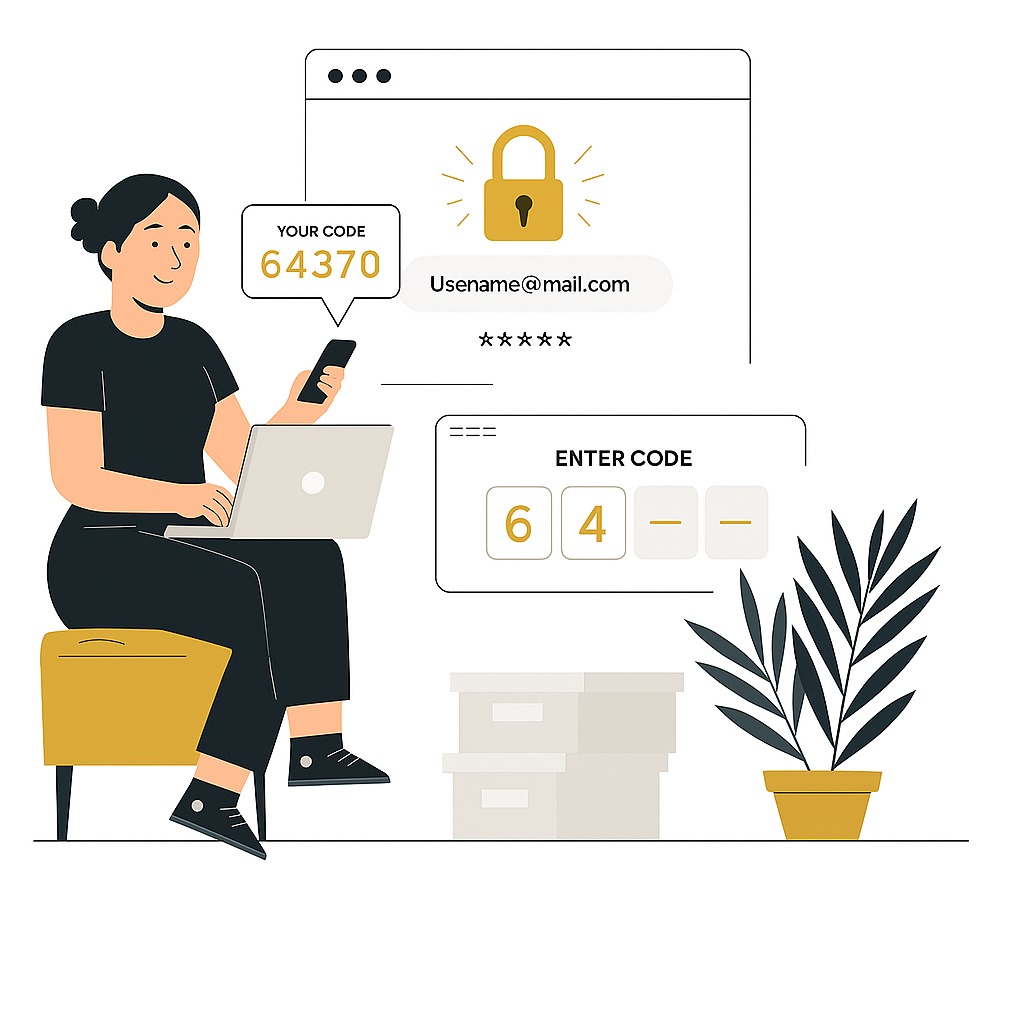 YOUR CODE
64370
Usename@mail.com
*****
ENTER CODE
6 4 — —